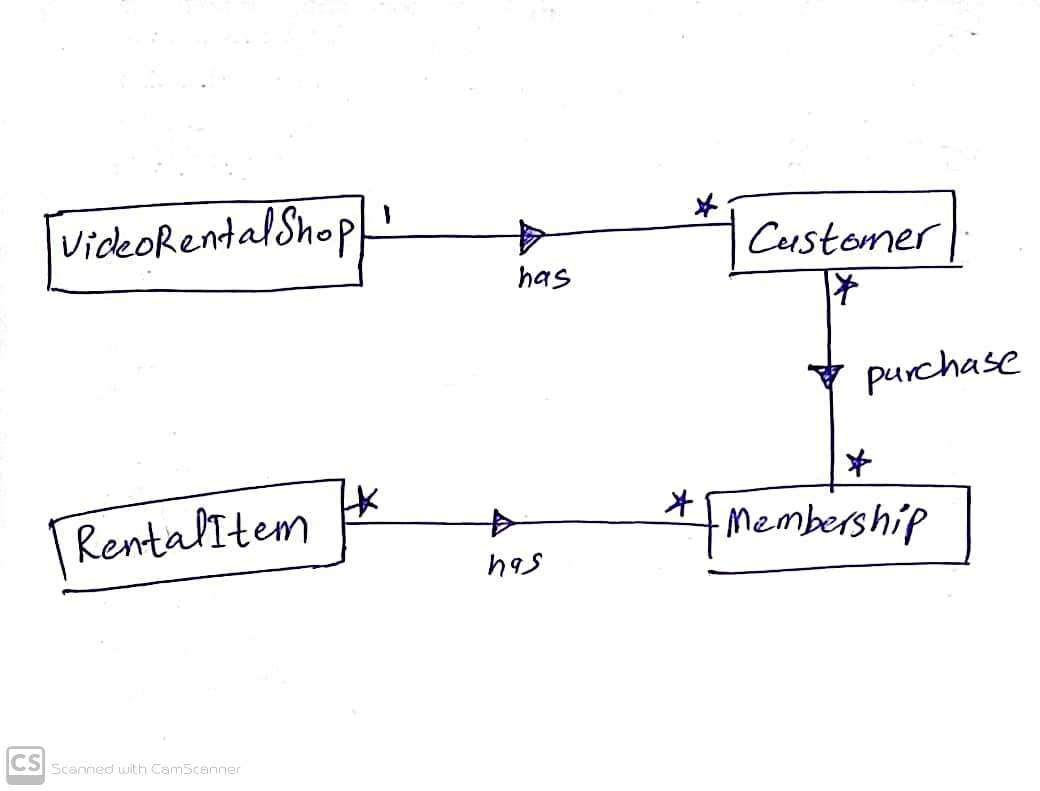 VideoRentalShop
1
*
Customer
has
*
purchase
*
RentalItem
*
*
Membership
has
CS
Scanned with CamScanner